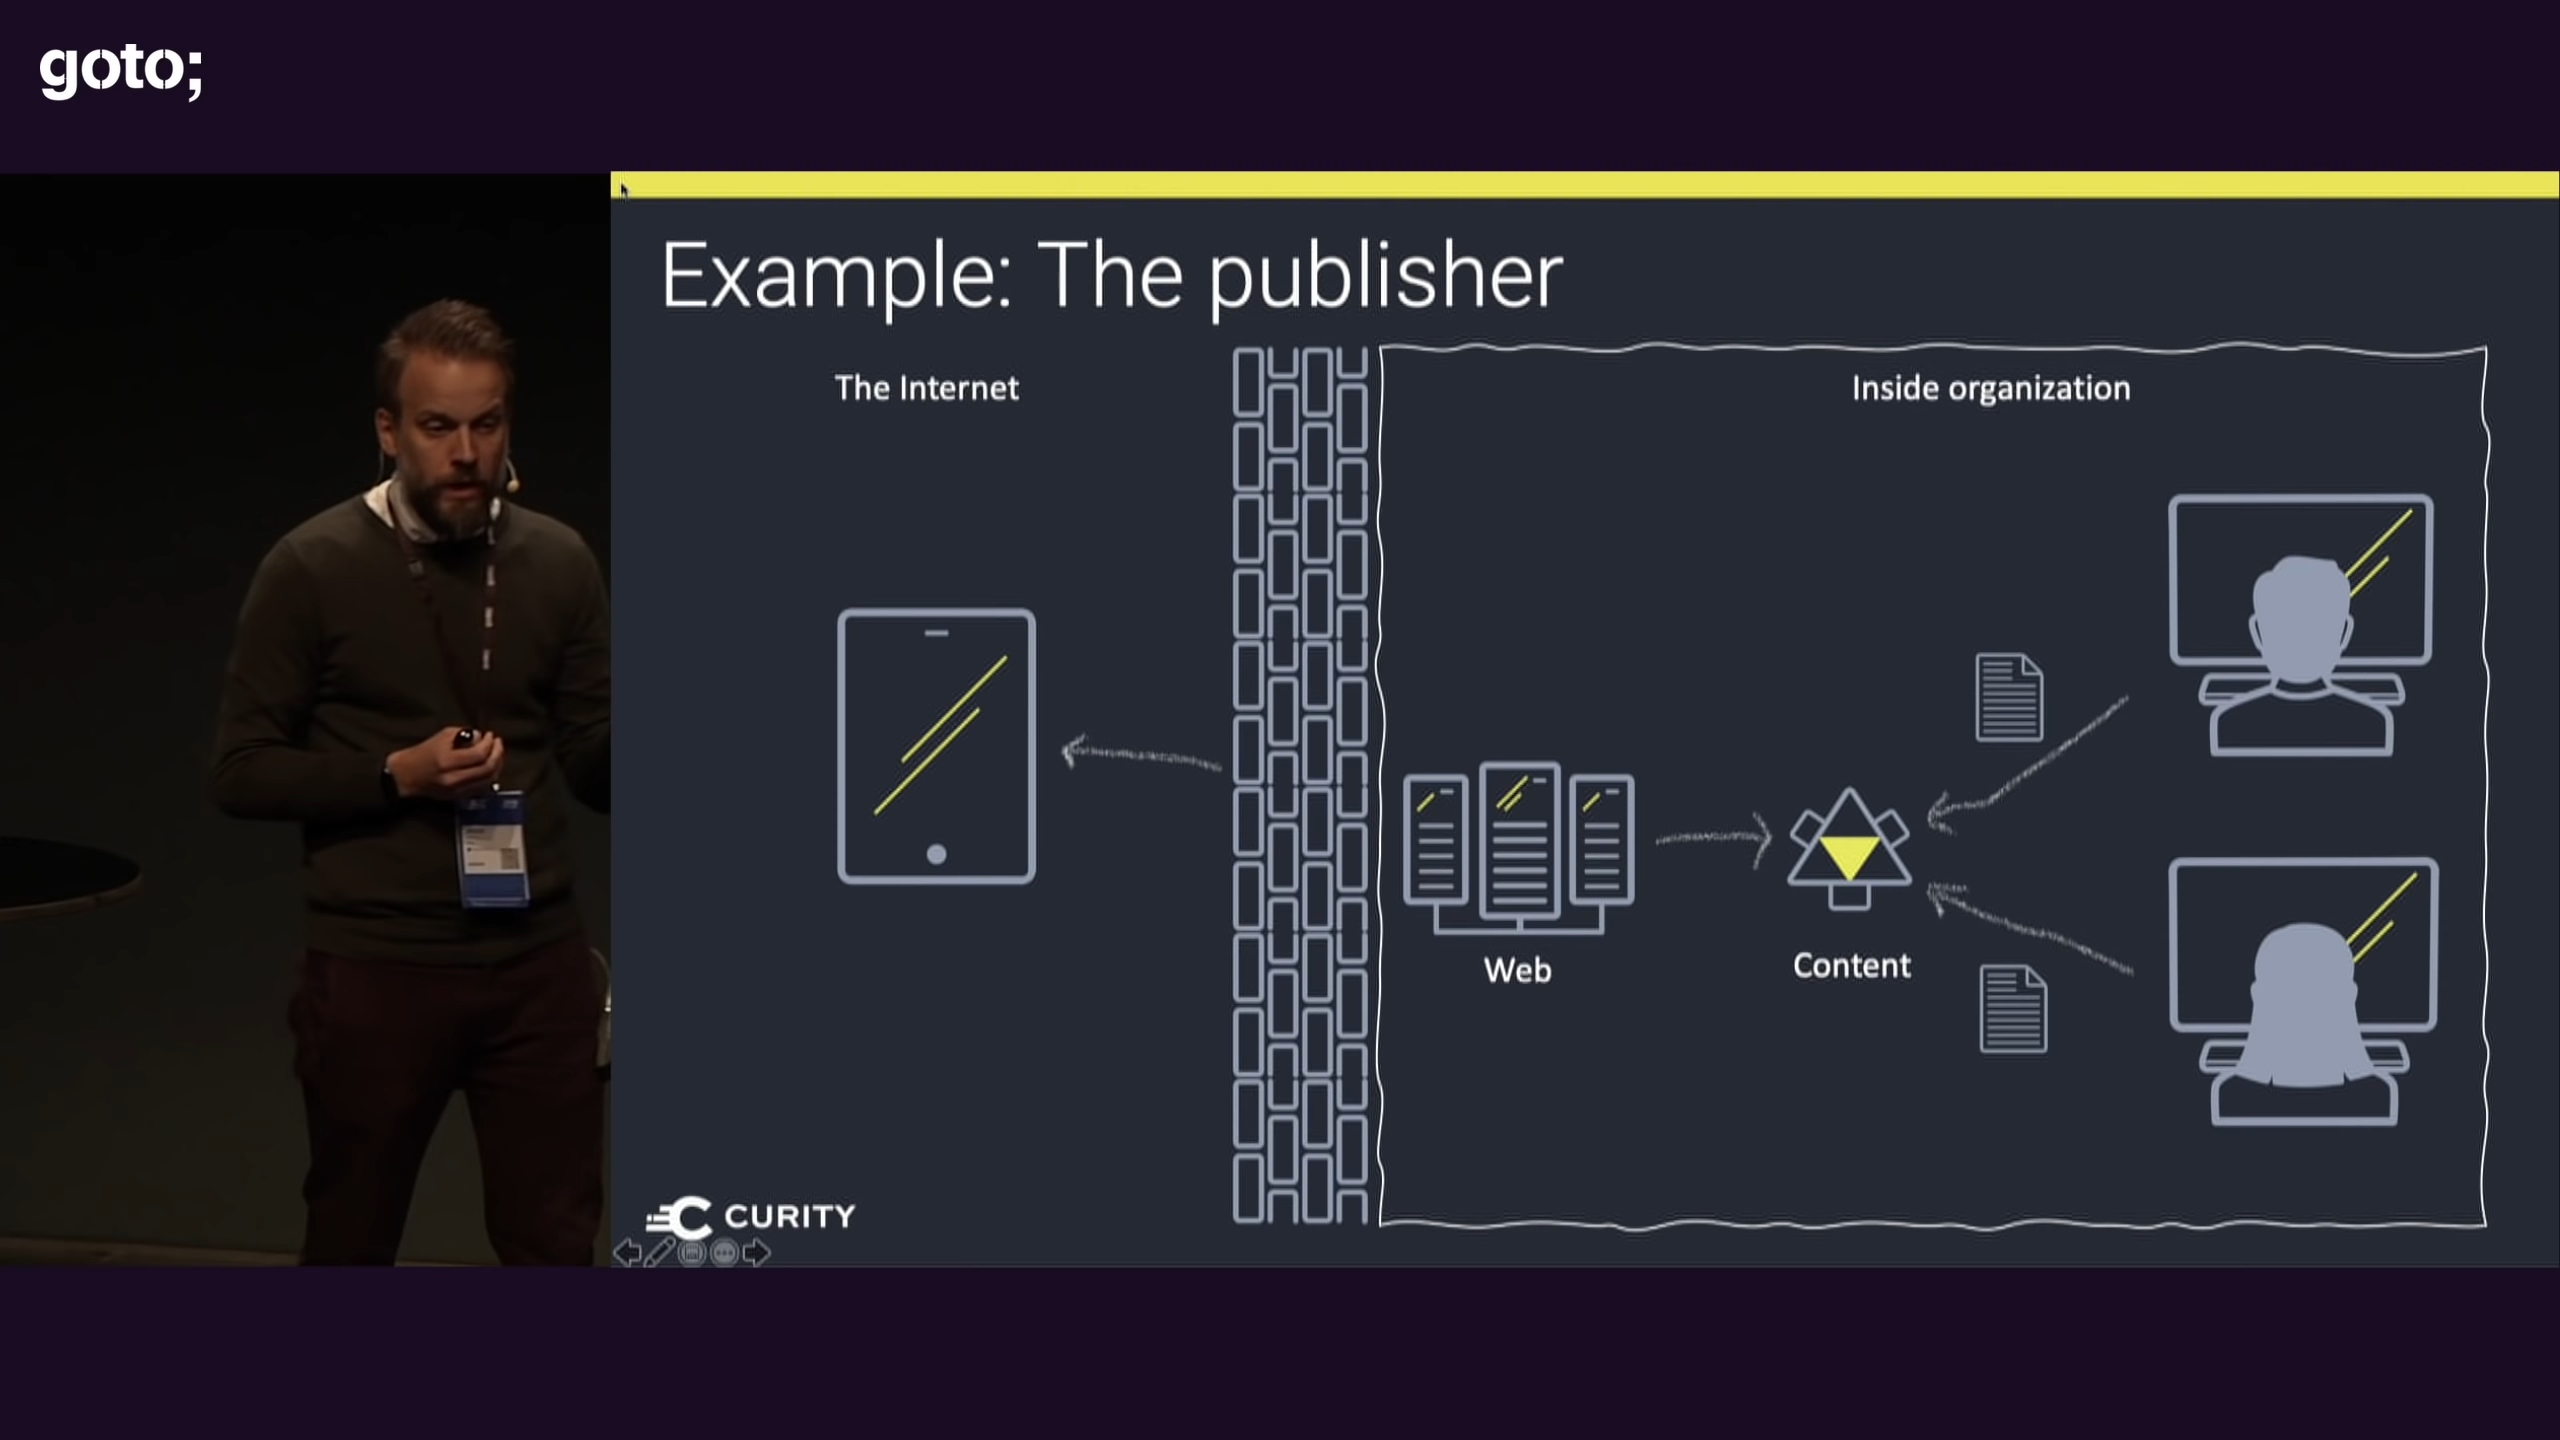 goto;
Example: The publisher
The Internet
Inside organization
Web
Content
CURITY